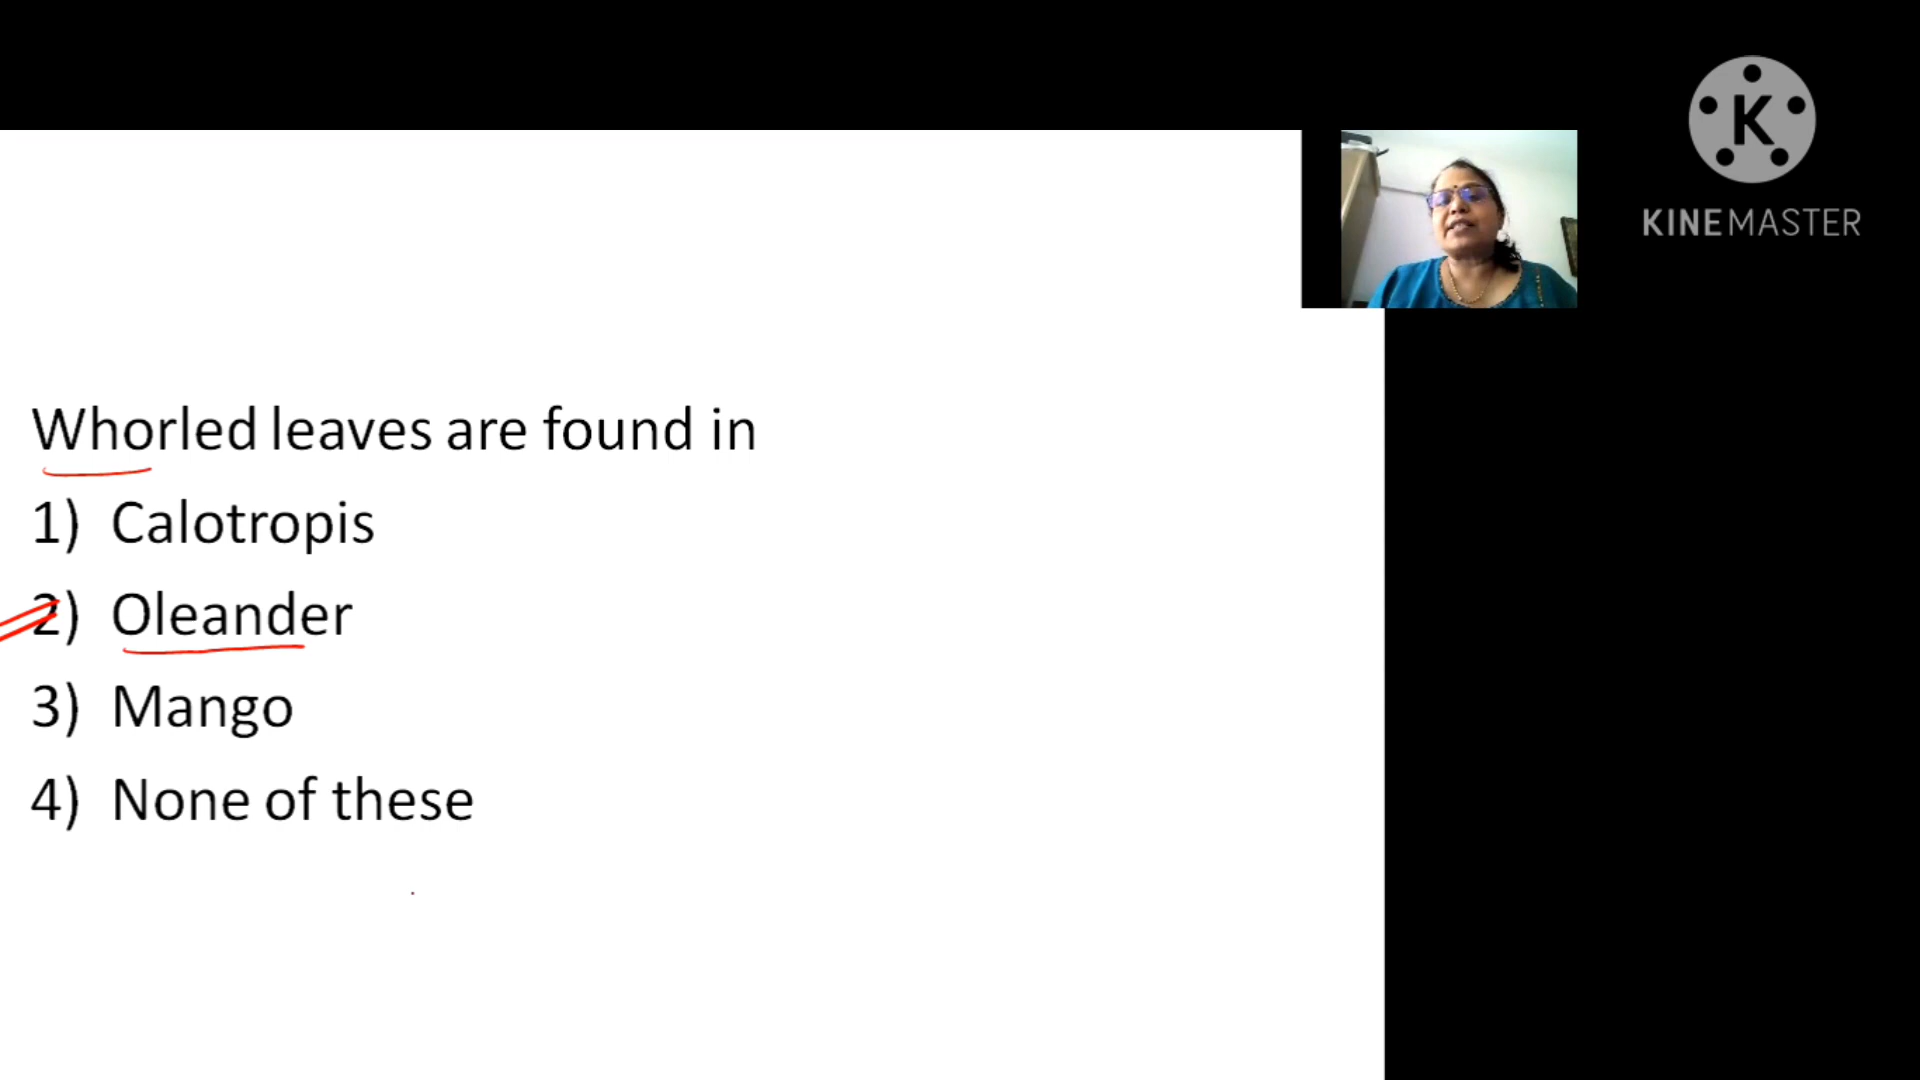 K
KINEMASTER
Whorled leaves are found in
1) Calotropis
2) Oleander
3) Mango
4) None of these